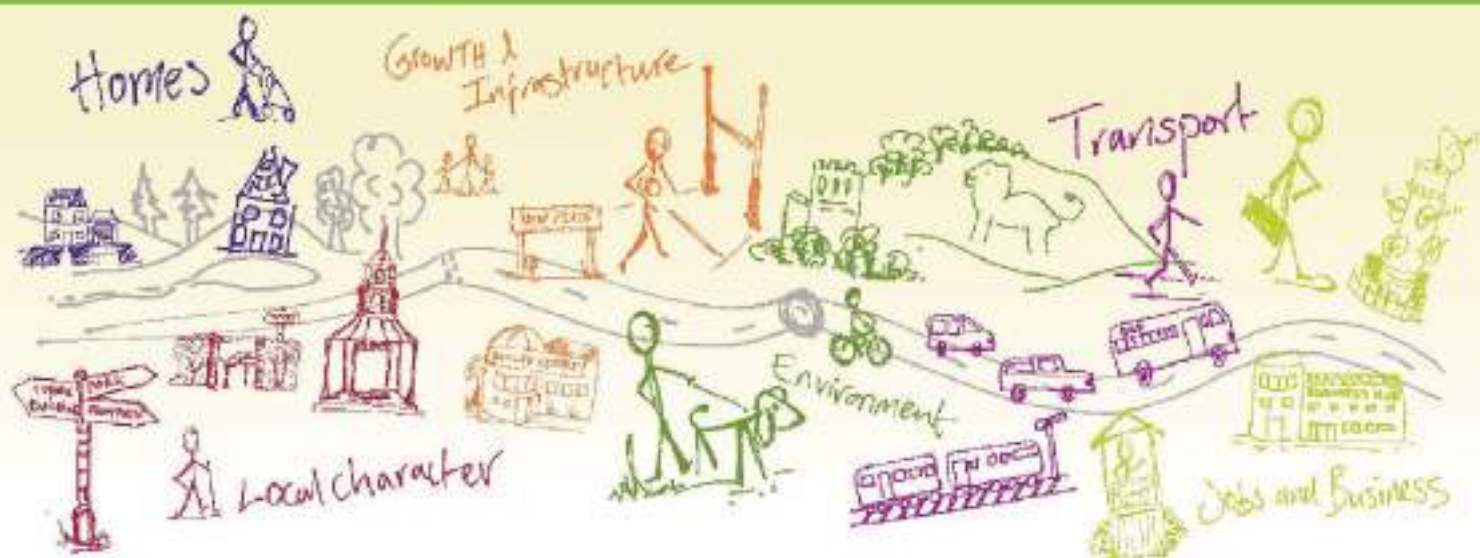 Homes
Growth &
Infrastructure
Transport
Local character
Environment
Jobs and Business